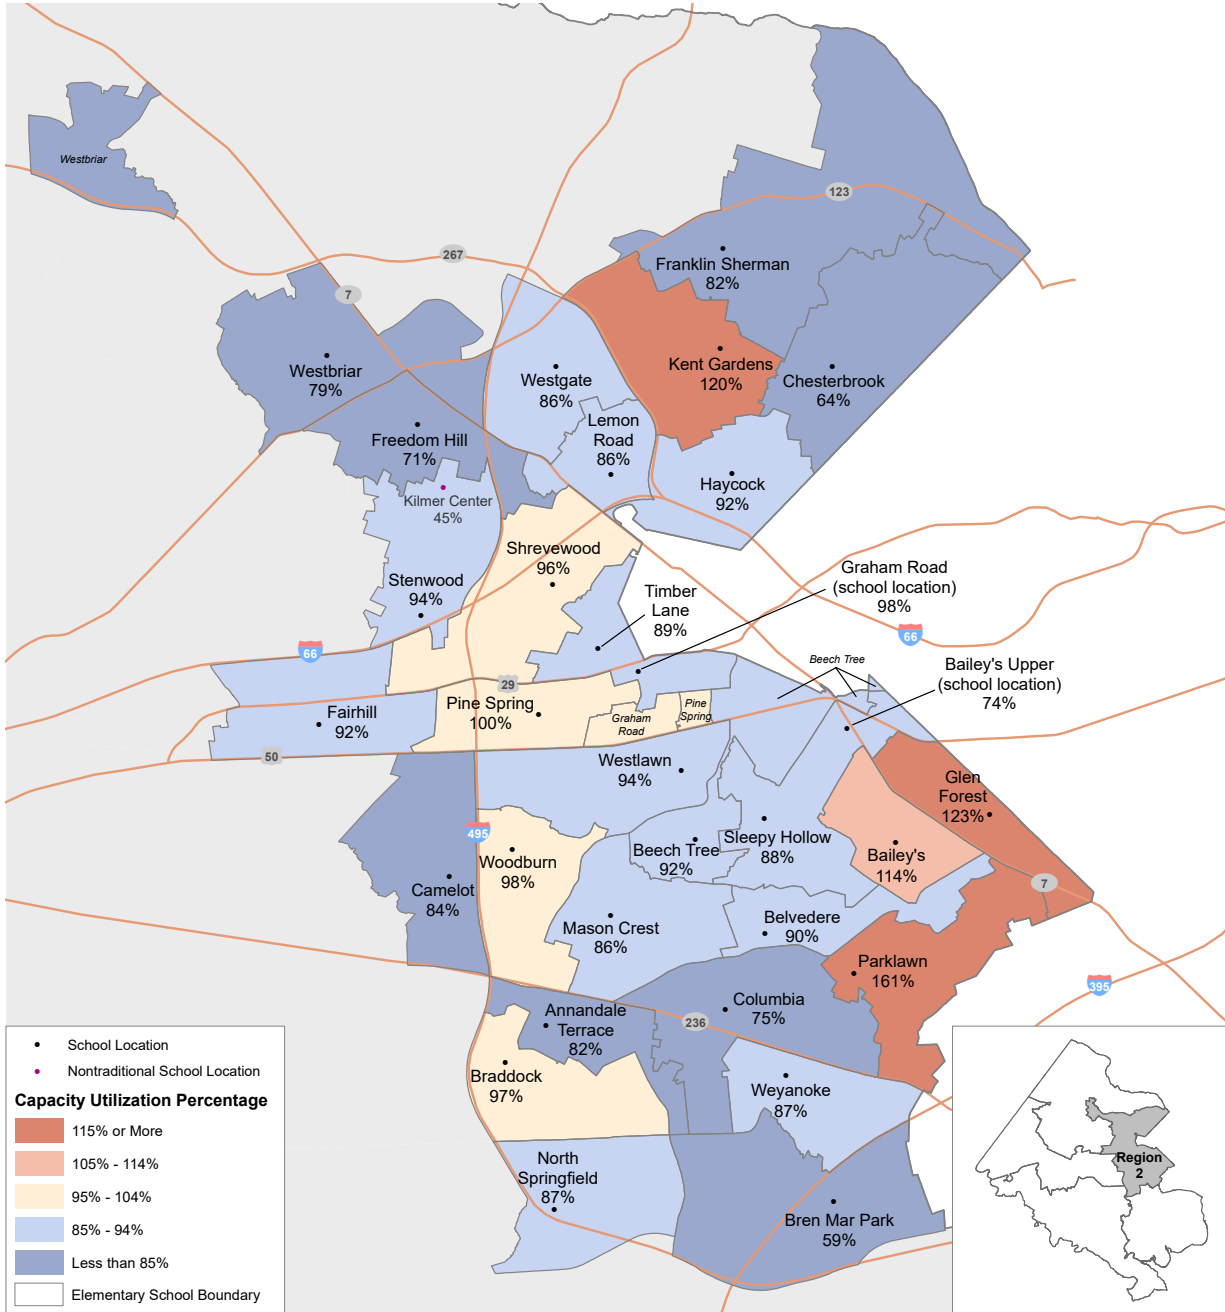 Westbriar
123
267
7
Franklin Sherman
82%
Westbriar
79%
Westgate
86%
Kent Gardens
120%
Chesterbrook
64%
Freedom Hill
71%
Lemon
Road
86%
Kilmer Center
45%
Haycock
92%
Shrevewood
96%
Stenwood
94%
Timber
Lane
89%
Graham Road
(school location)
98%
66
66
Beech Tree
Bailey's Upper
(school location)
74%
29
Fairhill
92%
Pine Spring
100%
Graham
Road
Pine
Spring
50
Westlawn
94%
Glen
Forest
123%
495
Woodburn
98%
Beech Tree
92%
Sleepy Hollow
88%
Bailey's
114%
7
Camelot
84%
Mason Crest
86%
Belvedere
90%
Parklawn
161%
395
Columbia
75%
Annandale
Terrace
82%
236
Braddock
97%
Weyanoke
87%
North
Springfield
87%
Bren Mar Park
59%
School Location
Nontraditional School Location
Capacity Utilization Percentage
115% or More
105% - 114%
95% - 104%
85% - 94%
Less than 85%
Elementary School Boundary
Region
2